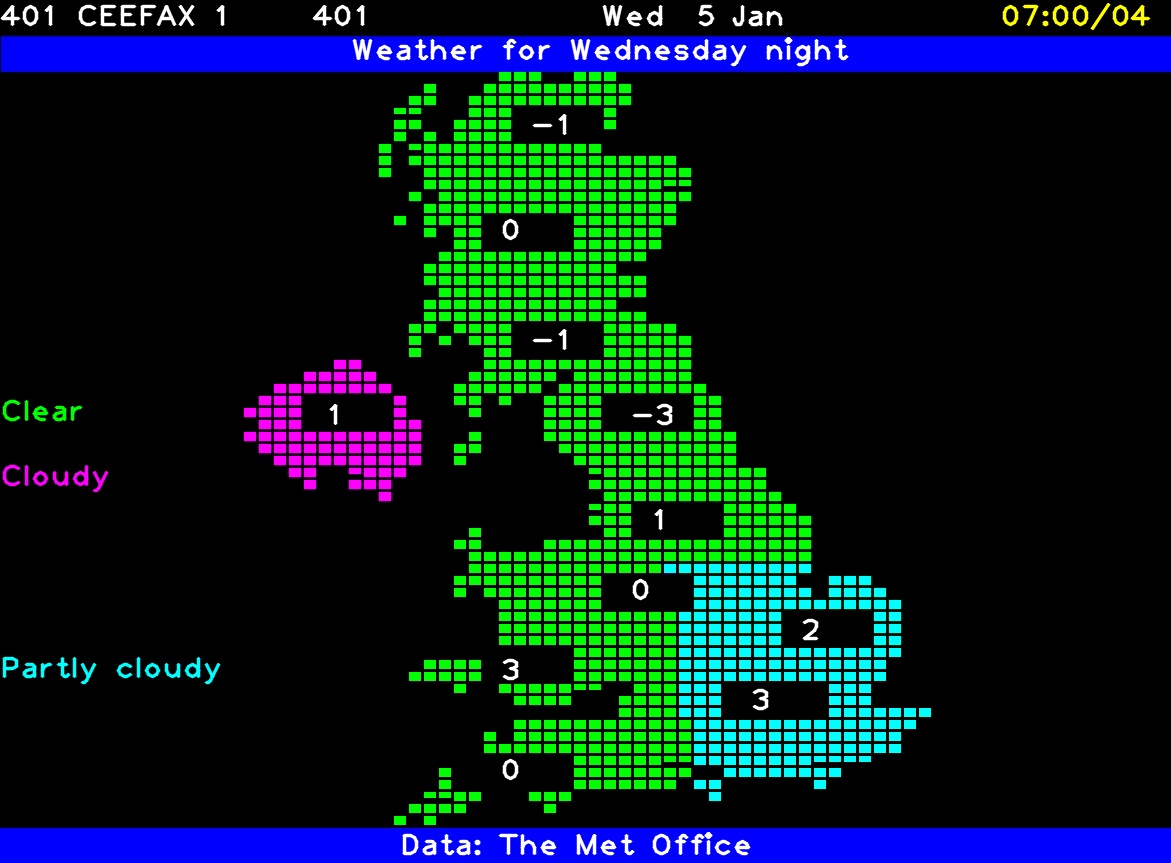 401 CEEFAX 1 401 Wed 5 Jan 07:00/04
Weather for Wednesday night
-1
0
-1
Clear 1 -3
Cloudy
1
0
2
Partly cloudy 3
3
0
Data: The Met Office